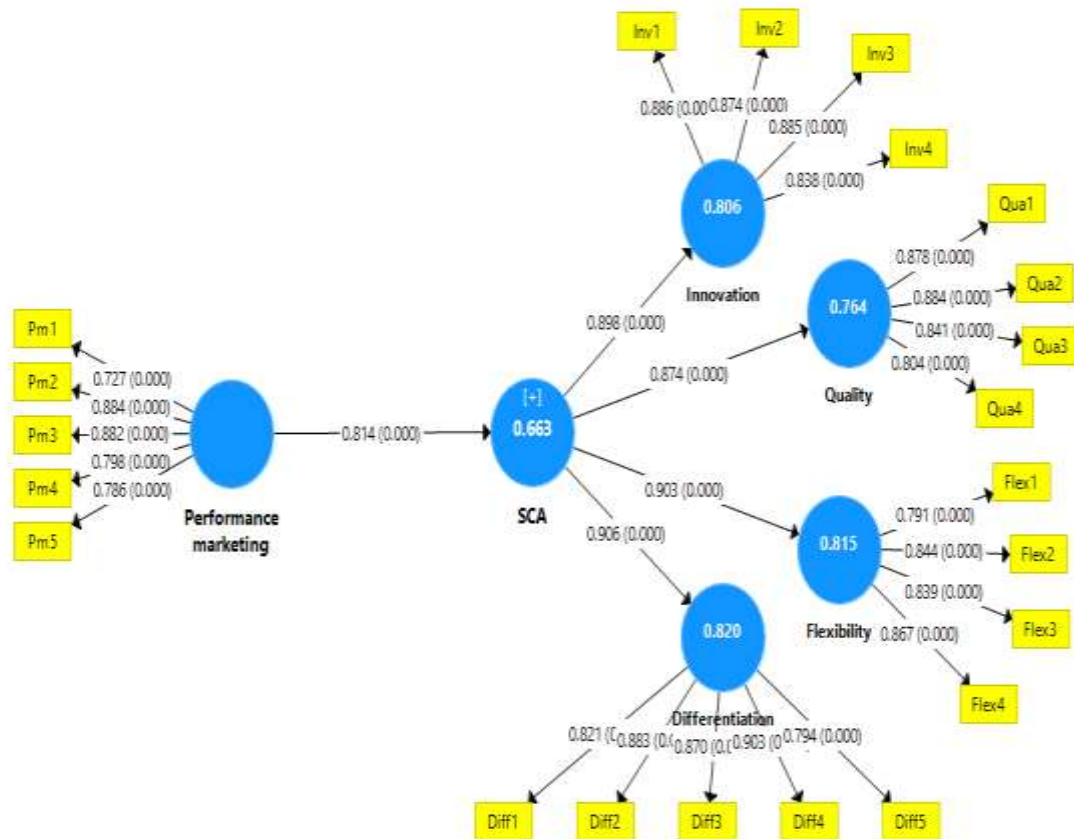 Inv1
Inv2
Inv3
Inv4
0.886 (0.00
0.874 (0.000)
0.885 (0.000)
0.838 (0.000)
0.806
Innovation
Qua1
Qua2
Qua3
Qua4
0.878 (0.000)
0.884 (0.000)
0.841 (0.000)
0.804 (0.000)
0.764
Quality
0.898 (0.000)
0.874 (0.000)
0.903 (0.000)
0.906 (0.000)
Pm1
Pm2
Pm3
Pm4
Pm5
0.727 (0.000)
0.884 (0.000)
0.882 (0.000)
0.798 (0.000)
0.786 (0.000)
Performance
marketing
0.814 (0.000)
[+]
0.663
SCA
Flex1
Flex2
Flex3
Flex4
0.791 (0.000)
0.844 (0.000)
0.839 (0.000)
0.867 (0.000)
0.815
Flexibility
0.820
Differentiation
0.821 (
0.883 (0.
0.870 (0.
0.903 (0
0.794 (0.000)
Diff1
Diff2
Diff3
Diff4
Diff5